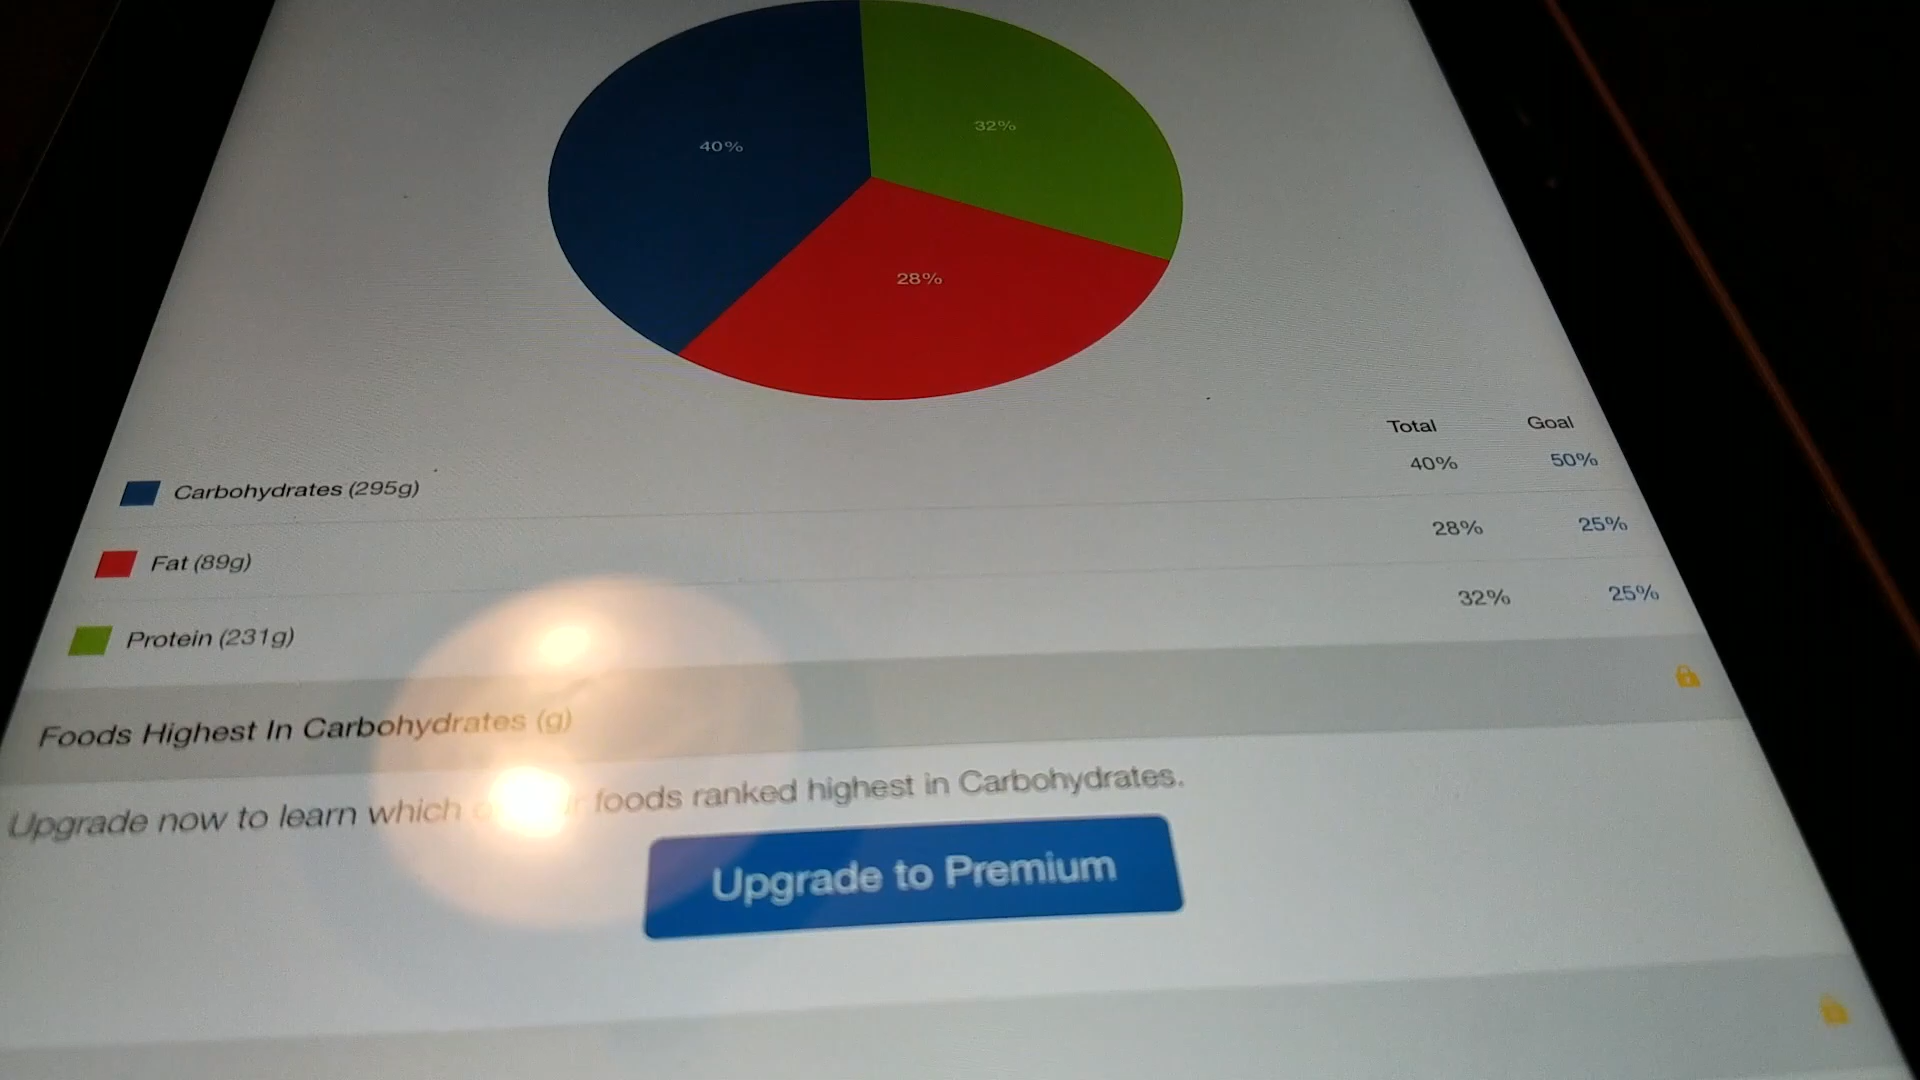 40%
32%
28%
Total Goal
Carbohydrates (295g) 40% 50%
Fat (89g) 28% 25%
Protein (231g) 32% 25%
Foods Highest In Carbohydrates (g)
Upgrade now to learn which foods ranked highest in Carbohydrates.
Upgrade to Premium